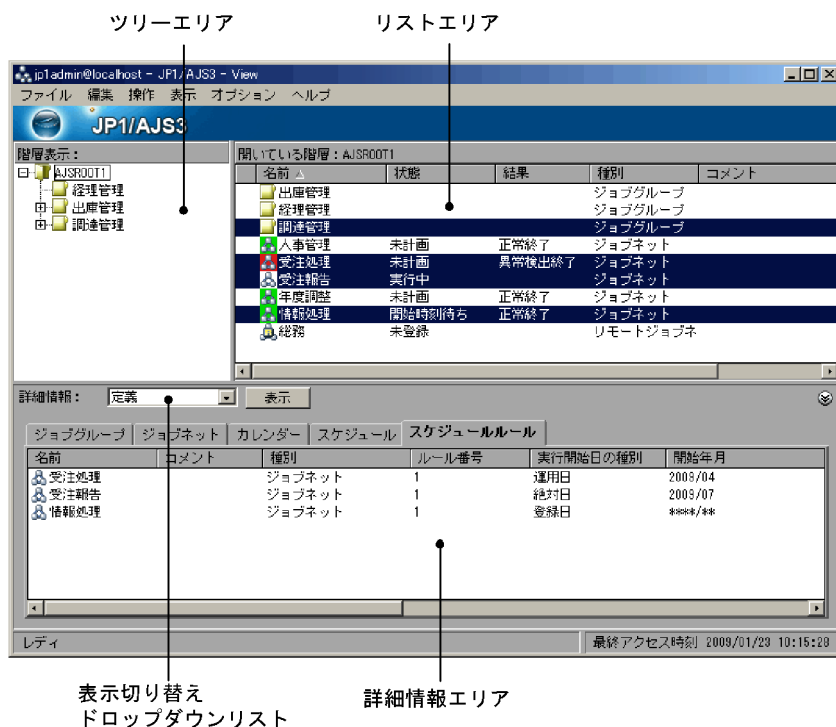 ツリーエリア リストエリア
jp1admin@localhost - JP1/AJS3 - View
ファイル 編集 操作 表示 オプション ヘルプ
JP1/AJS3
階層表示： 開いている階層：AJSROOT1
AJSROOT1
経理管理
出庫管理
調達管理
名前 状態 結果 種別 コメント
出庫管理 ジョブグループ
経理管理 ジョブグループ
調達管理 ジョブグループ
人事管理 未計画 正常終了 ジョブネット
受注処理 未計画 異常検出終了 ジョブネット
受注報告 実行中 ジョブネット
年度調整 未計画 正常終了 ジョブネット
情報処理 開始時刻待ち 正常終了 ジョブネット
総務 未登録 リモートジョブネ
詳細情報： 定義 表示
ジョブグループ ジョブネット カレンダー スケジュール スケジュールルール
名前 コメント 種別 ルール番号 実行開始日の種別 開始年月
受注処理 ジョブネット 1 運用日 2009/04
受注報告 ジョブネット 1 絶対日 2009/07
情報処理 ジョブネット 1 登録日 ****/**
レディ 最終アクセス時刻 2009/01/23 10:15:28
表示切り替え
ドロップダウンリスト
詳細情報エリア